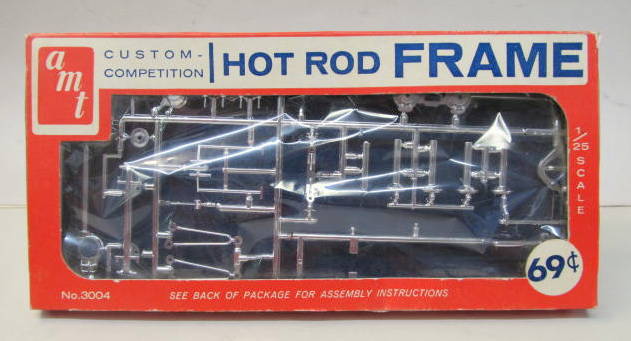 amt
CUSTOM-
COMPETITION
HOT ROD FRAME
1/25 SCALE
69¢
No.3004
SEE BACK OF PACKAGE FOR ASSEMBLY INSTRUCTIONS